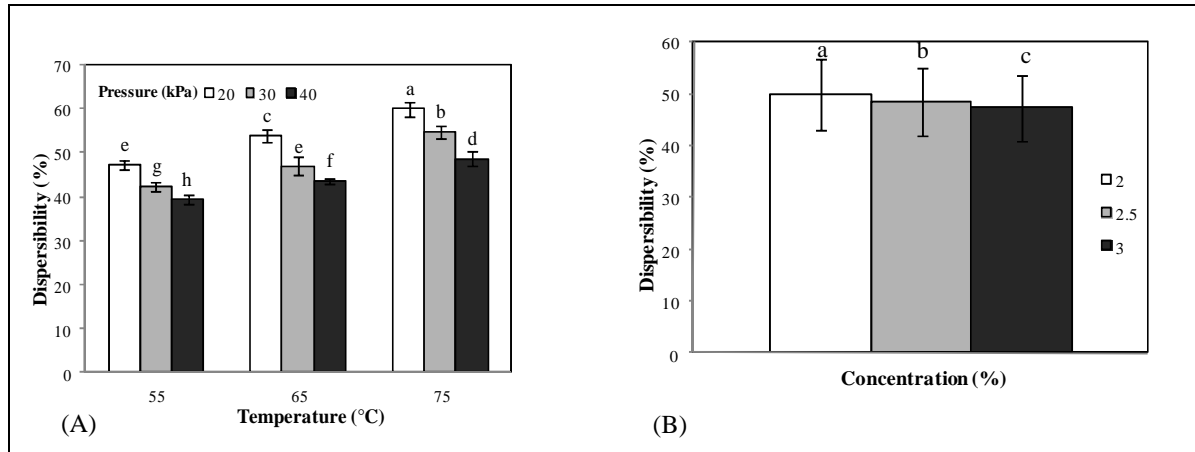 Dispersibility (%)
70
60
50
40
30
20
10
0
Pressure (kPa) 20 30 40
e
g
h
c
e
f
a
b
d
55
65
75
Temperature (°C)
(A)
Dispersibility (%)
60
50
40
30
20
10
0
a
b
c
2
2.5
3
Concentration (%)
(B)